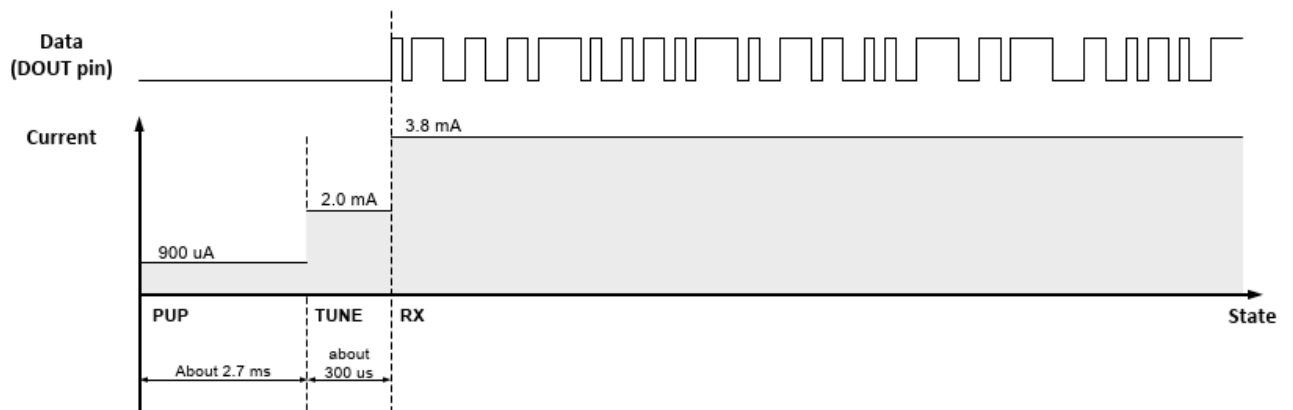 Data
(DOUT pin)
Current
3.8 mA
2.0 mA
900 uA
PUP
TUNE
RX
State
About 2.7 ms
about
300 us